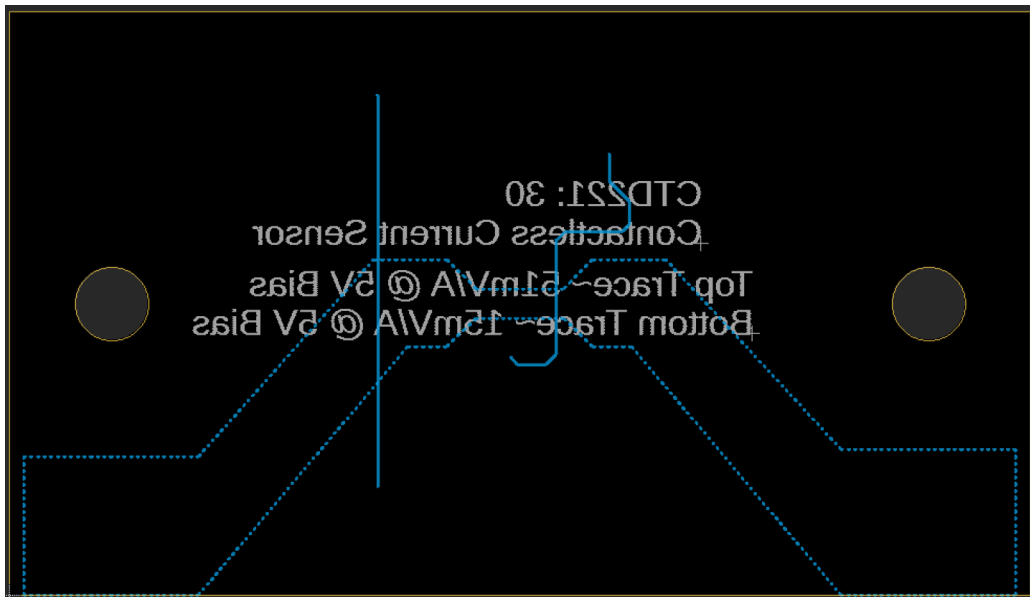 CTD221: 30
Contactless Current Sensor
Top Trace~ 51mV/A @ 5V Bias
Bottom Trace~ 15mV/A @ 5V Bias